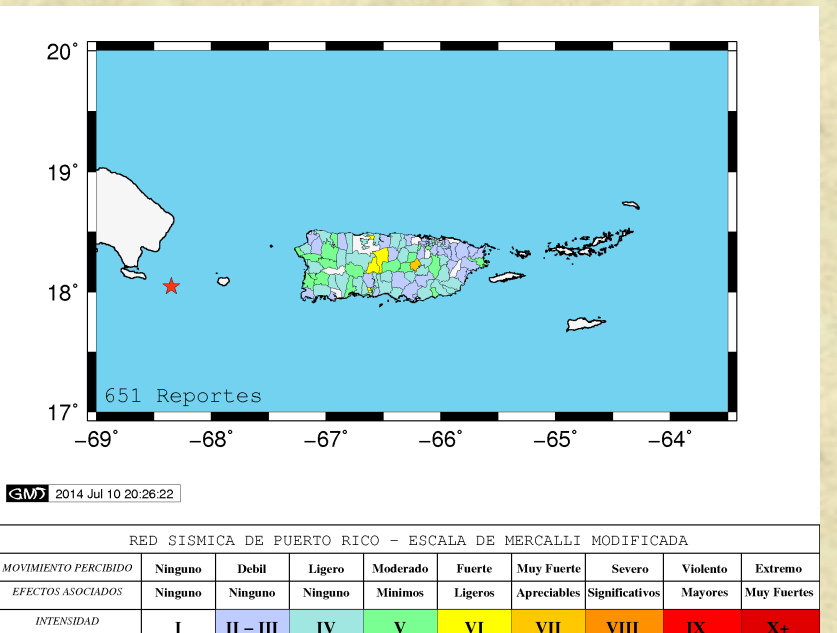 20°
19°
18°
17°
651 Reportes
−69° −68° −67° −66° −65° −64°
GMT 2014 Jul 10 20:26:22
RED SISMICA DE PUERTO RICO − ESCALA DE MERCALLI MODIFICADA
MOVIMIENTO PERCIBIDO Ninguno Debil Ligero Moderado Fuerte Muy Fuerte Severo Violento Extremo
EFECTOS ASOCIADOS Ninguno Ninguno Ninguno Minimos Ligeros Apreciables Significativos Mayores Muy Fuertes
INTENSIDAD I II − III IV V VI VII VIII IX X+